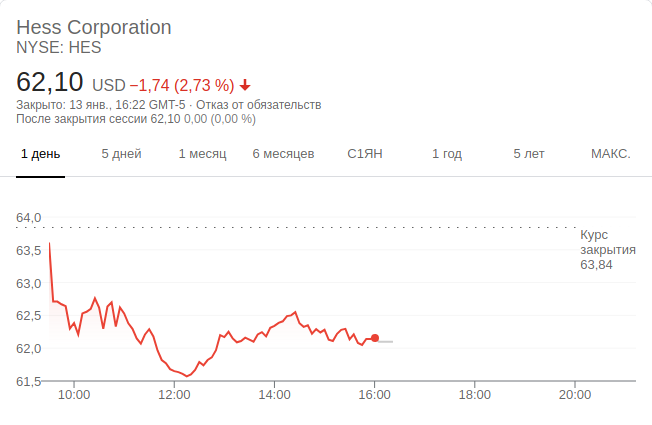 Hess Corporation
NYSE: HES
62,10 USD −1,74 (2,73 %)
Закрыто: 13 янв., 16:22 GMT-5 · Отказ от обязательств
После закрытия сессии 62,10 0,00 (0,00 %)
1 день 5 дней 1 месяц 6 месяцев С1ЯН 1 год 5 лет МАКС.
64,0
Курс
закрытия
63,84
63,5
63,0
62,5
62,0
61,5
10:00 12:00 14:00 16:00 18:00 20:00